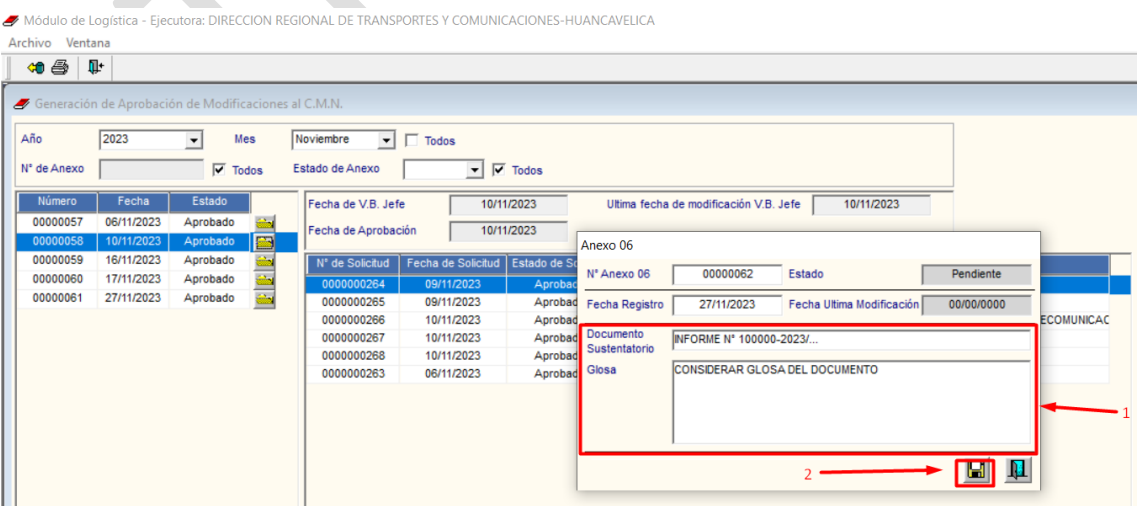 Módulo de Logística - Ejecutora: DIRECCION REGIONAL DE TRANSPORTES Y COMUNICACIONES-HUANCAVELICA
Archivo Ventana
Generación de Aprobación de Modificaciones al C.M.N.
Año 2023 Mes Noviembre Todos
N° de Anexo Todos Estado de Anexo Todos
Número Fecha Estado
00000057 06/11/2023 Aprobado
00000058 10/11/2023 Aprobado
00000059 16/11/2023 Aprobado
00000060 17/11/2023 Aprobado
00000061 27/11/2023 Aprobado
Fecha de V.B. Jefe 10/11/2023 Ultima fecha de modificación V.B. Jefe 10/11/2023
Fecha de Aprobación 10/11/2023
N° de Solicitud Fecha de Solicitud Estado de So
0000000264 09/11/2023 Aprobad
0000000265 09/11/2023 Aprobad
0000000266 10/11/2023 Aprobad ECOMUNICAC
0000000267 10/11/2023 Aprobad
0000000268 10/11/2023 Aprobad
0000000263 06/11/2023 Aprobad
Anexo 06
N° Anexo 06 00000062 Estado Pendiente
Fecha Registro 27/11/2023 Fecha Ultima Modificación 00/00/0000
Documento
Sustentatorio INFORME N° 100000-2023/...
Glosa CONSIDERAR GLOSA DEL DOCUMENTO
1
2